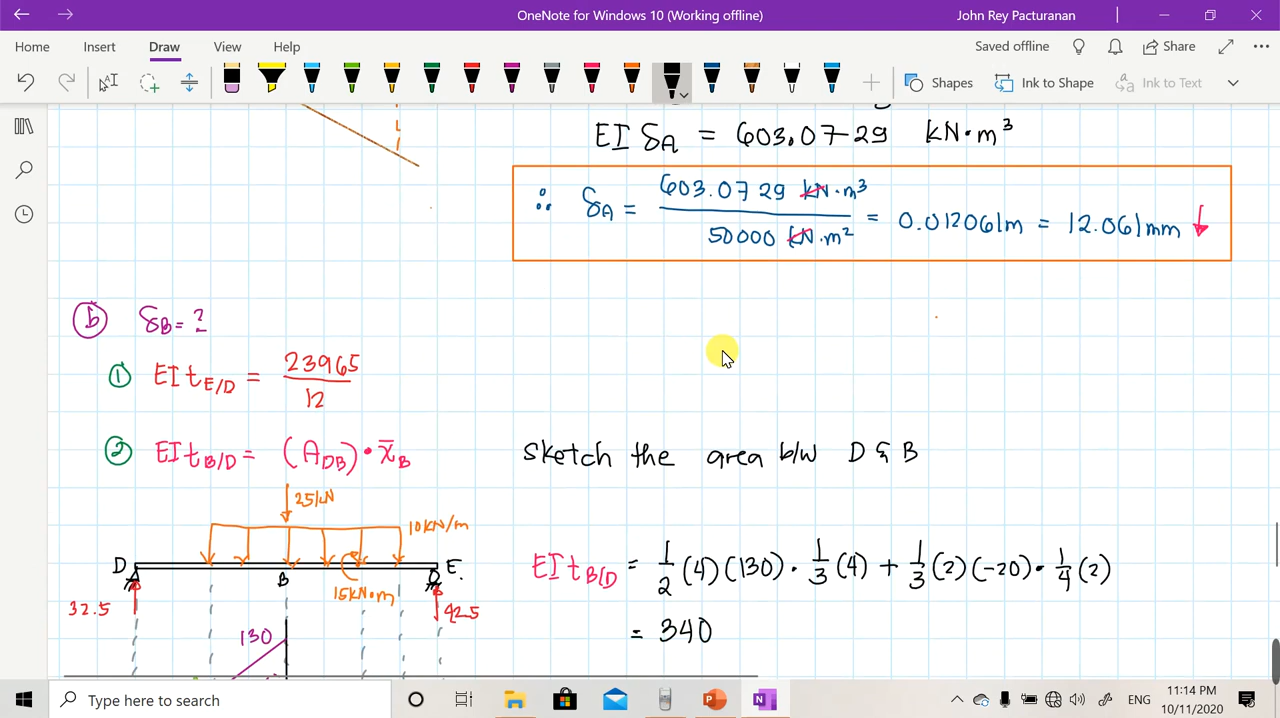 OneNote for Windows 10 (Working offline)
John Rey Pacturanan
Home Insert Draw View Help
Saved offline
Share
Shapes
Ink to Shape
Ink to Text
EI δA = 603.0729 kN·m³
∴ δA = 603.0729 kN·m³ / 50000 kN·m² = 0.012061m = 12.061mm ↓
b δB = ?
① EI t E/D = 23965 / 12
② EI t B/D = (A DB) · x̄B
Sketch the area b/w D & B
25kN
10kN/m
D
B
E.
15kN·m
32.5
42.5
130
EI t B/D = 1/2 (4)(130) · 1/3 (4) + 1/3 (2)(-20) · 1/4 (2)
= 340
Type here to search
ENG
11:14 PM
10/11/2020